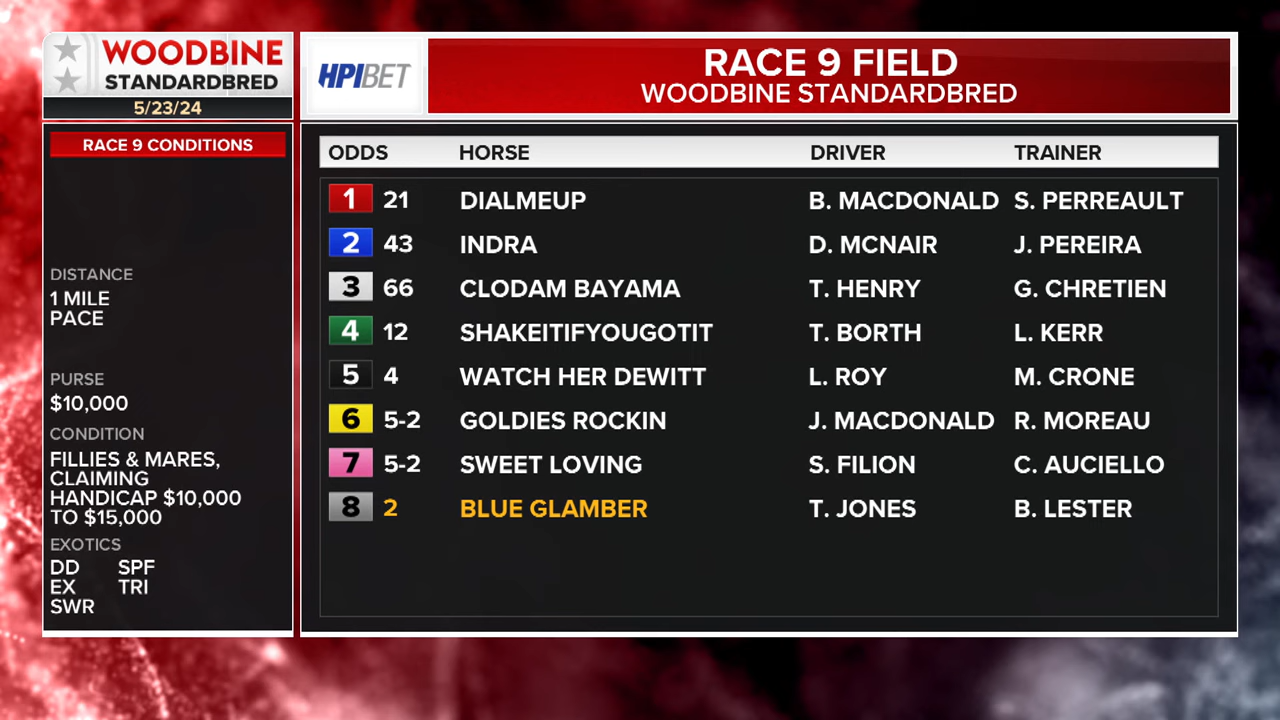 WOODBINE
STANDARDBRED
5/23/24
RACE 9 CONDITIONS
DISTANCE
1 MILE
PACE
PURSE
$10,000
CONDITION
FILLIES & MARES,
CLAIMING
HANDICAP $10,000
TO $15,000
EXOTICS
DD SPF
EX TRI
SWR
HPIBET
RACE 9 FIELD
WOODBINE STANDARDBRED
ODDS HORSE DRIVER TRAINER
1 21 DIALMEUP B. MACDONALD S. PERREAULT
2 43 INDRA D. MCNAIR J. PEREIRA
3 66 CLODAM BAYAMA T. HENRY G. CHRETIEN
4 12 SHAKEITIFYOUGOTIT T. BORTH L. KERR
5 4 WATCH HER DEWITT L. ROY M. CRONE
6 5-2 GOLDIES ROCKIN J. MACDONALD R. MOREAU
7 5-2 SWEET LOVING S. FILION C. AUCIELLO
8 2 BLUE GLAMBER T. JONES B. LESTER